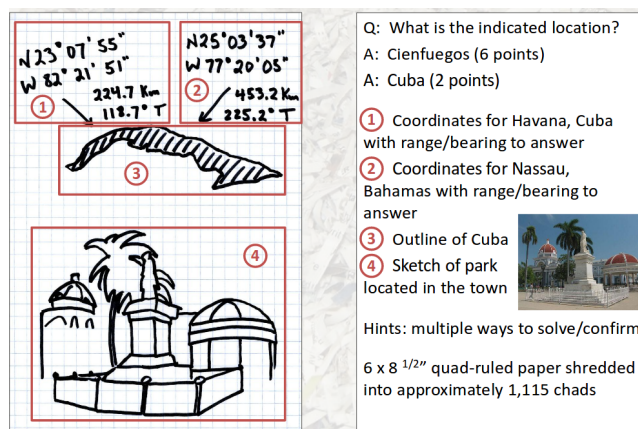 N23° 07' 55"
W 82° 21' 51"
224.7 Km
118.7° T
1
N25° 03' 37"
W 77° 20' 05"
453.2 Km
225.2° T
2
3
4
Q: What is the indicated location?
A: Cienfuegos (6 points)
A: Cuba (2 points)
1 Coordinates for Havana, Cuba
with range/bearing to answer
2 Coordinates for Nassau,
Bahamas with range/bearing to
answer
3 Outline of Cuba
4 Sketch of park
located in the town
Hints: multiple ways to solve/confirm
6 x 8 1/2" quad-ruled paper shredded
into approximately 1,115 chads